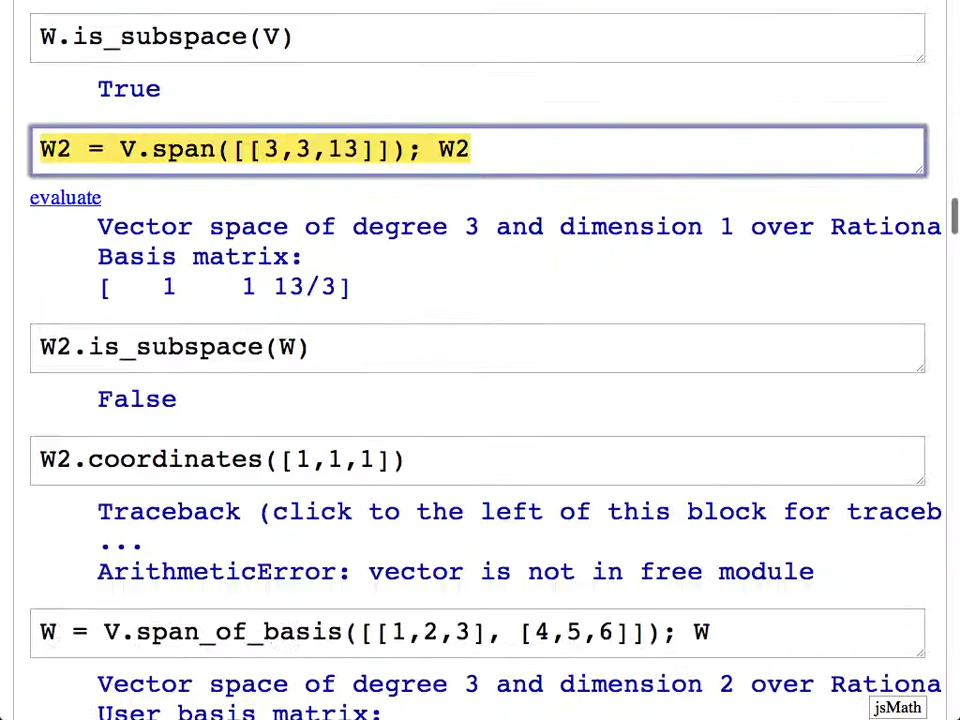 W.is_subspace(V)
True
W2 = V.span([[3,3,13]]); W2
evaluate
Vector space of degree 3 and dimension 1 over Rationa
Basis matrix:
[ 1 1 13/3]
W2.is_subspace(W)
False
W2.coordinates([1,1,1])
Traceback (click to the left of this block for traceb
...
ArithmeticError: vector is not in free module
W = V.span_of_basis([[1,2,3], [4,5,6]]); W
Vector space of degree 3 and dimension 2 over Rationa
User basis matrix:
jsMath